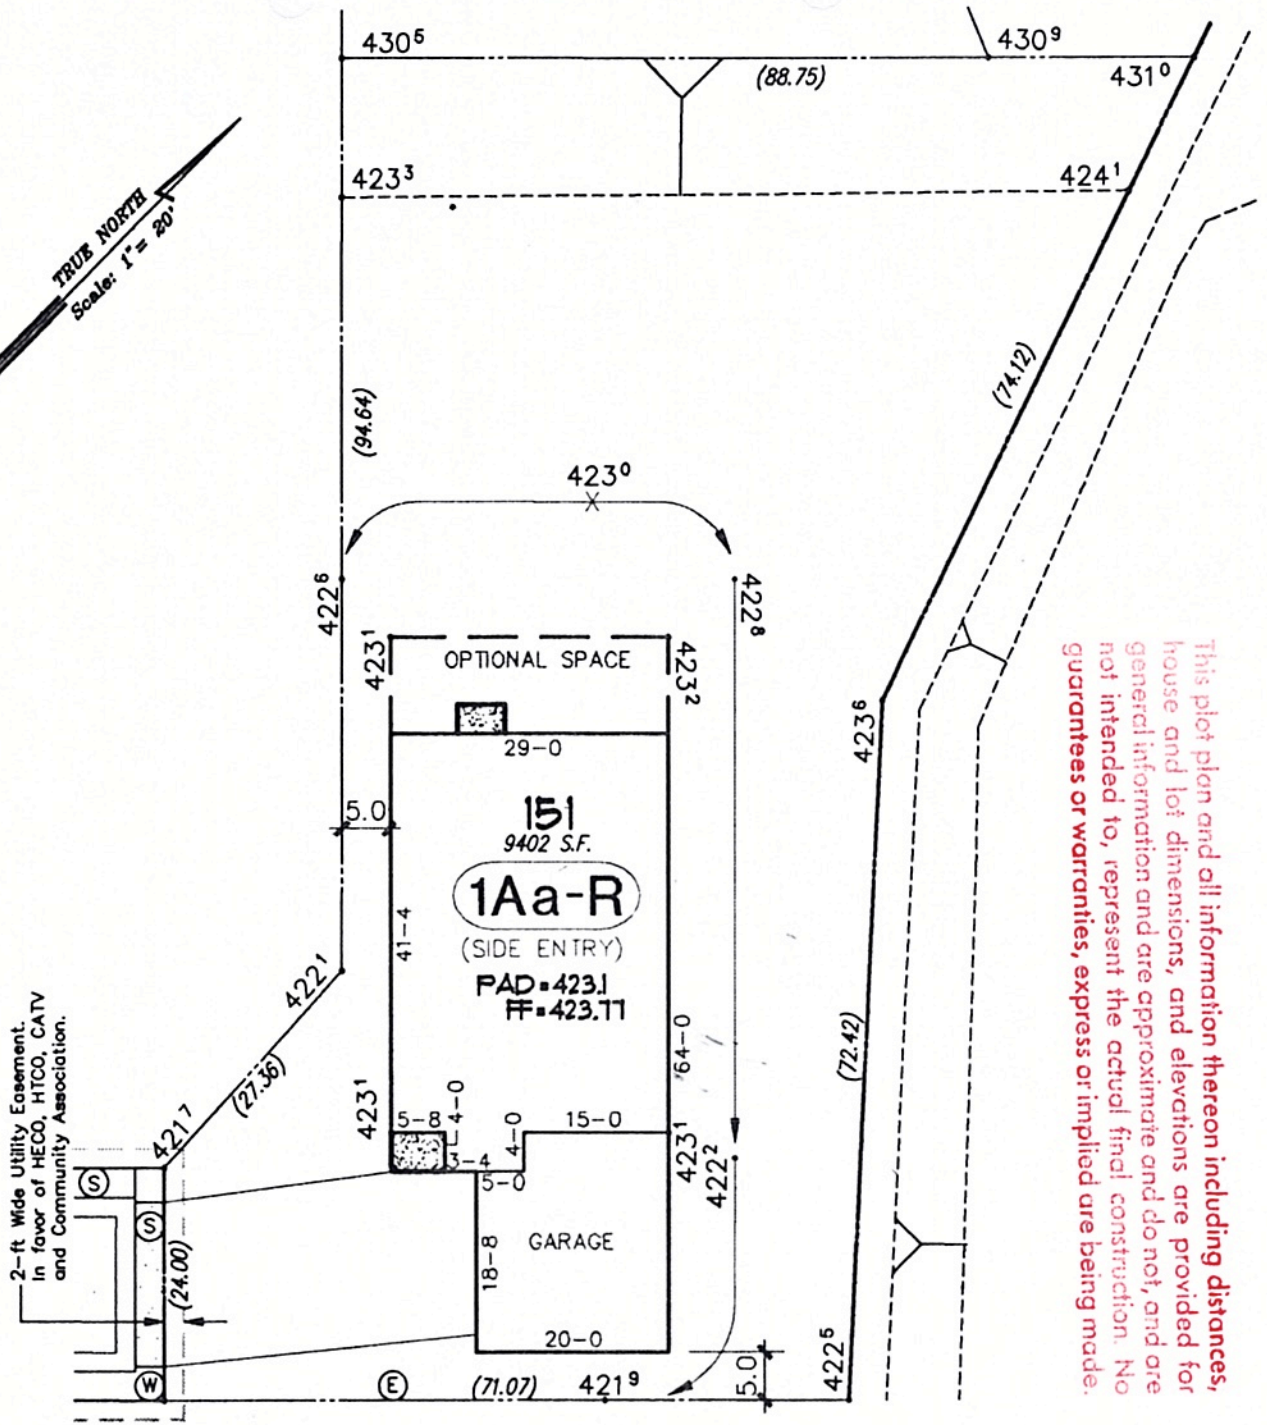 430⁵
430⁹
(88.75)
431⁰
TRUE NORTH
Scale: 1"= 20'
423³
424¹
(94.64)
(74.12)
423⁰
422⁶
422⁸
423¹
OPTIONAL SPACE
423²
29-0
423⁶
5.0
151
9402 S.F.
1Aa-R
(SIDE ENTRY)
PAD=423.1
FF=423.77
41-4
64-0
(72.42)
422¹
(27.36)
421⁷
2-ft Wide Utility Easement.
In favor of HECO, HTCO, CATV
and Community Association.
423¹
5-8
4-0
3-4
4-0
15-0
5-0
423¹
422²
S
S
(24.00)
18-8
GARAGE
20-0
W
E
(71.07)
421⁹
5.0
422⁵
This plot plan and all information thereon including distances,
house and lot dimensions, and elevations are provided for
general information and are approximate and do not, and are
not intended to, represent the actual final construction. No
guarantees or warranties, express or implied are being made.